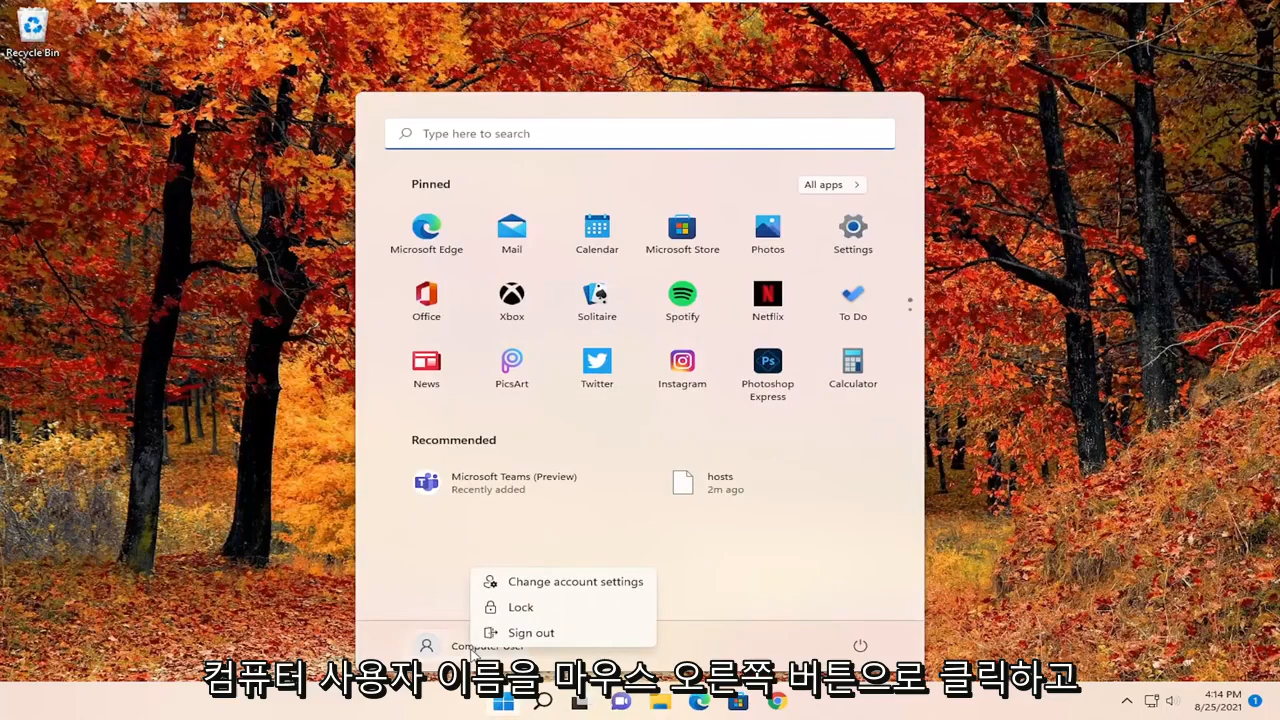 Recycle Bin
Type here to search
Pinned
All apps
Microsoft Edge
Mail
Calendar
Microsoft Store
Photos
Settings
Office
Xbox
Solitaire
Spotify
Netflix
To Do
News
PicsArt
Twitter
Instagram
Photoshop Express
Calculator
Recommended
Microsoft Teams (Preview)
Recently added
hosts
2m ago
Change account settings
Lock
Sign out
Computer User
컴퓨터 사용자 이름을 마우스 오른쪽 버튼으로 클릭하고
4:14 PM
8/25/2021
1